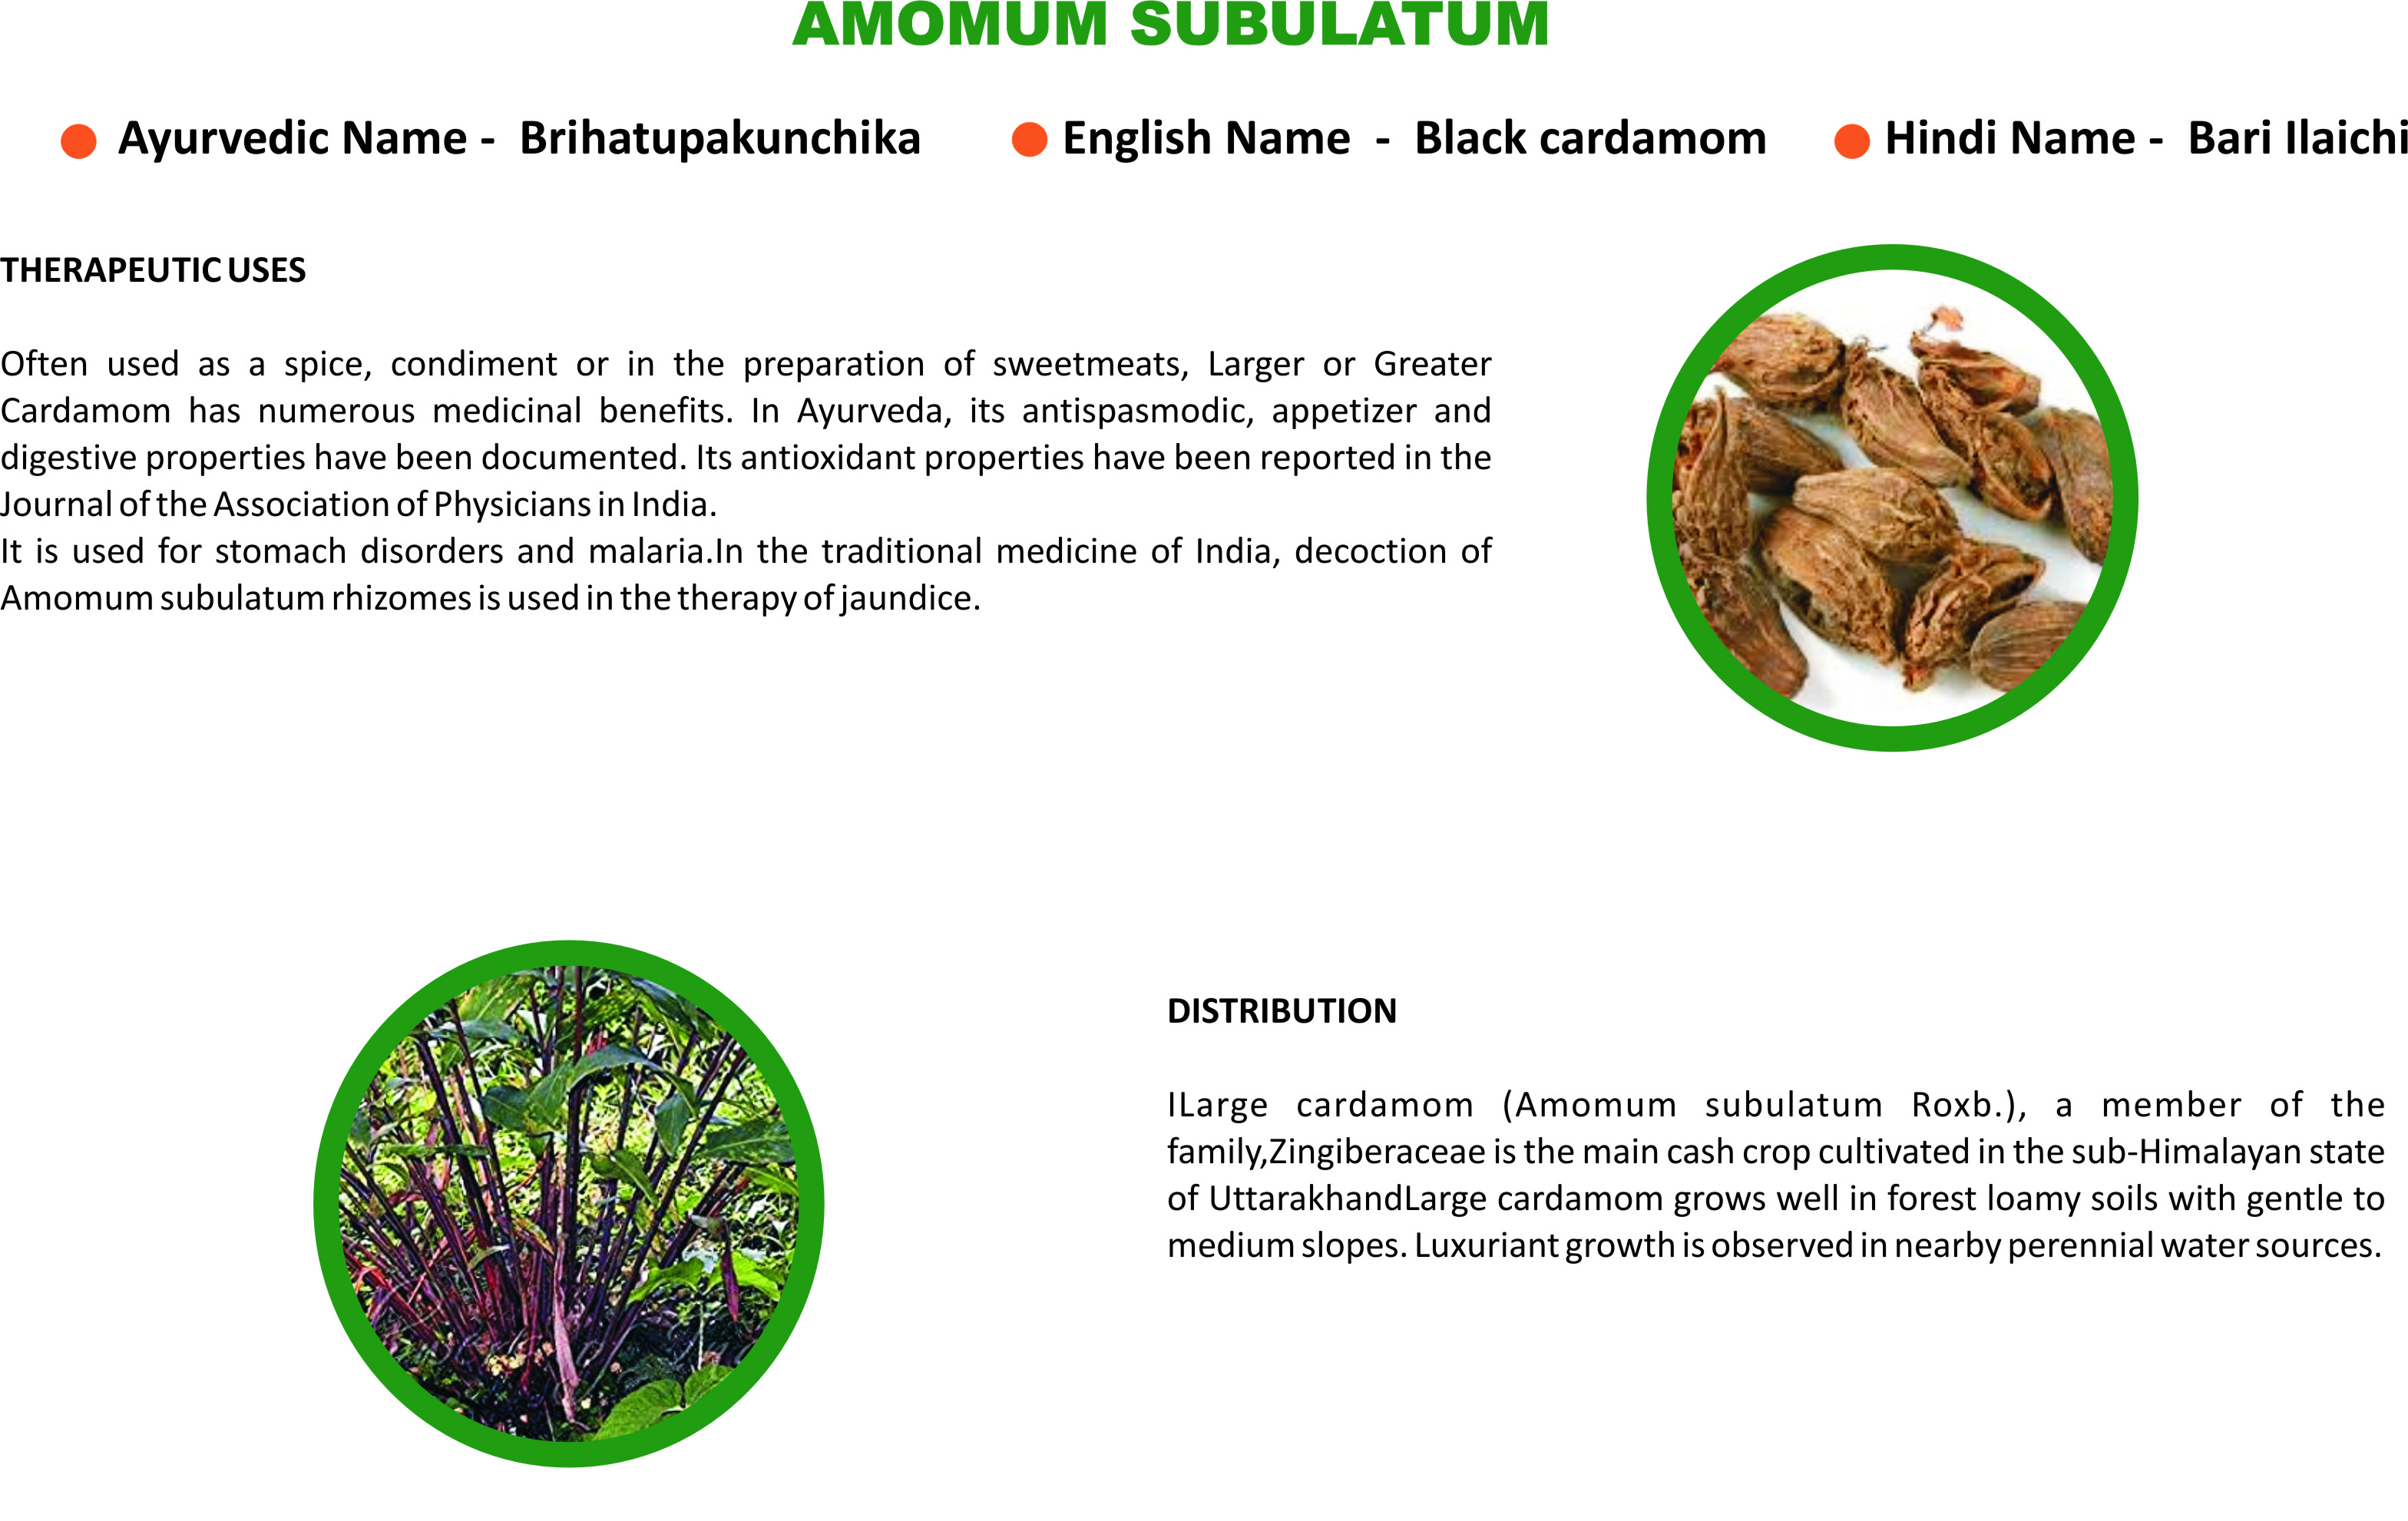 AMOMUM SUBULATUM
Ayurvedic Name - Brihatupakunchika
English Name - Black cardamom
Hindi Name - Bari Ilaichi
THERAPEUTIC USES
Often used as a spice, condiment or in the preparation of sweetmeats, Larger or Greater
Cardamom has numerous medicinal benefits. In Ayurveda, its antispasmodic, appetizer and
digestive properties have been documented. Its antioxidant properties have been reported in the
Journal of the Association of Physicians in India.
It is used for stomach disorders and malaria.In the traditional medicine of India, decoction of
Amomum subulatum rhizomes is used in the therapy of jaundice.
DISTRIBUTION
ILarge cardamom (Amomum subulatum Roxb.), a member of the
family,Zingiberaceae is the main cash crop cultivated in the sub-Himalayan state
of UttarakhandLarge cardamom grows well in forest loamy soils with gentle to
medium slopes. Luxuriant growth is observed in nearby perennial water sources.